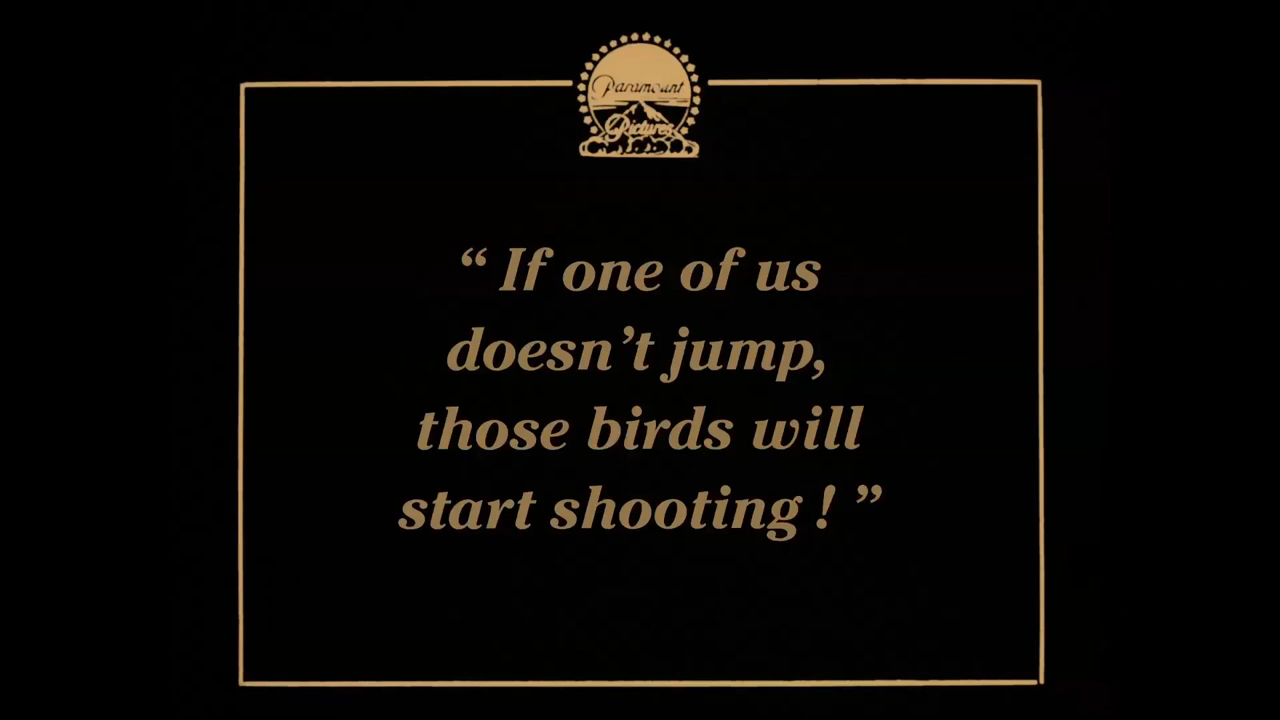 Paramount
Pictures
“ If one of us
doesn’t jump,
those birds will
start shooting ! ”